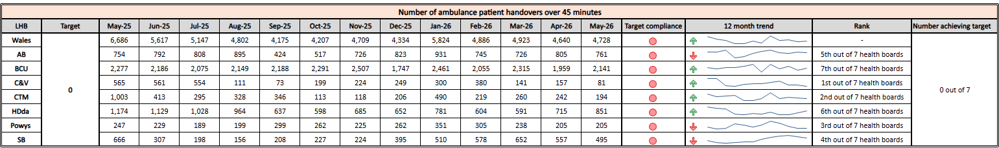 Number of ambulance patient handovers over 45 minutes
LHB Target May-25 Jun-25 Jul-25 Aug-25 Sep-25 Oct-25 Nov-25 Dec-25 Jan-26 Feb-26 Mar-26 Apr-26 May-26 Target compliance 12 month trend Rank Number achieving target
Wales 6,686 5,617 5,147 4,802 4,175 4,207 4,709 4,334 5,824 4,886 4,923 4,640 4,728 -
AB 754 792 808 895 424 517 726 823 931 745 726 805 761 5th out of 7 health boards
BCU 2,277 2,186 2,075 2,149 2,188 2,291 2,507 1,747 2,461 2,055 2,315 1,959 2,141 7th out of 7 health boards
C&V 565 561 554 111 73 199 224 249 300 380 141 157 81 1st out of 7 health boards
0 0 out of 7
CTM 1,003 413 295 328 346 113 118 206 490 219 260 242 194 2nd out of 7 health boards
HDda 1,174 1,129 1,028 964 637 598 685 652 781 604 591 715 851 6th out of 7 health boards
Powys 247 229 189 199 299 262 225 262 351 305 238 205 205 3rd out of 7 health boards
SB 666 307 198 156 208 227 224 395 510 578 652 557 495 4th out of 7 health boards